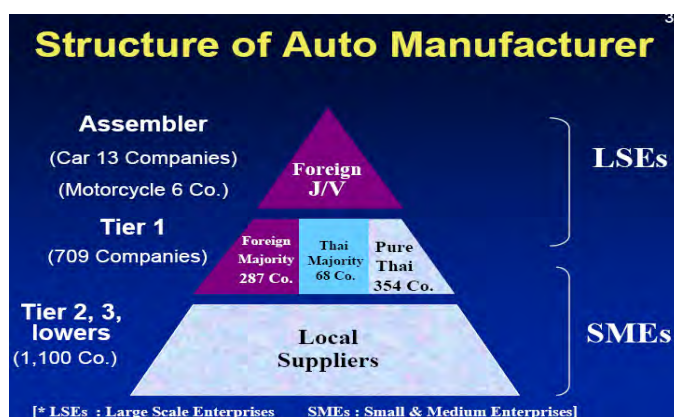 3
Structure of Auto Manufacturer
Assembler
(Car 13 Companies)
(Motorcycle 6 Co.)
Foreign
J/V
LSEs
Tier 1
(709 Companies)
Foreign
Majority
287 Co.
Thai
Majority
68 Co.
Pure
Thai
354 Co.
Tier 2, 3,
lowers
(1,100 Co.)
Local
Suppliers
SMEs
[* LSEs : Large Scale Enterprises SMEs : Small & Medium Enterprises]